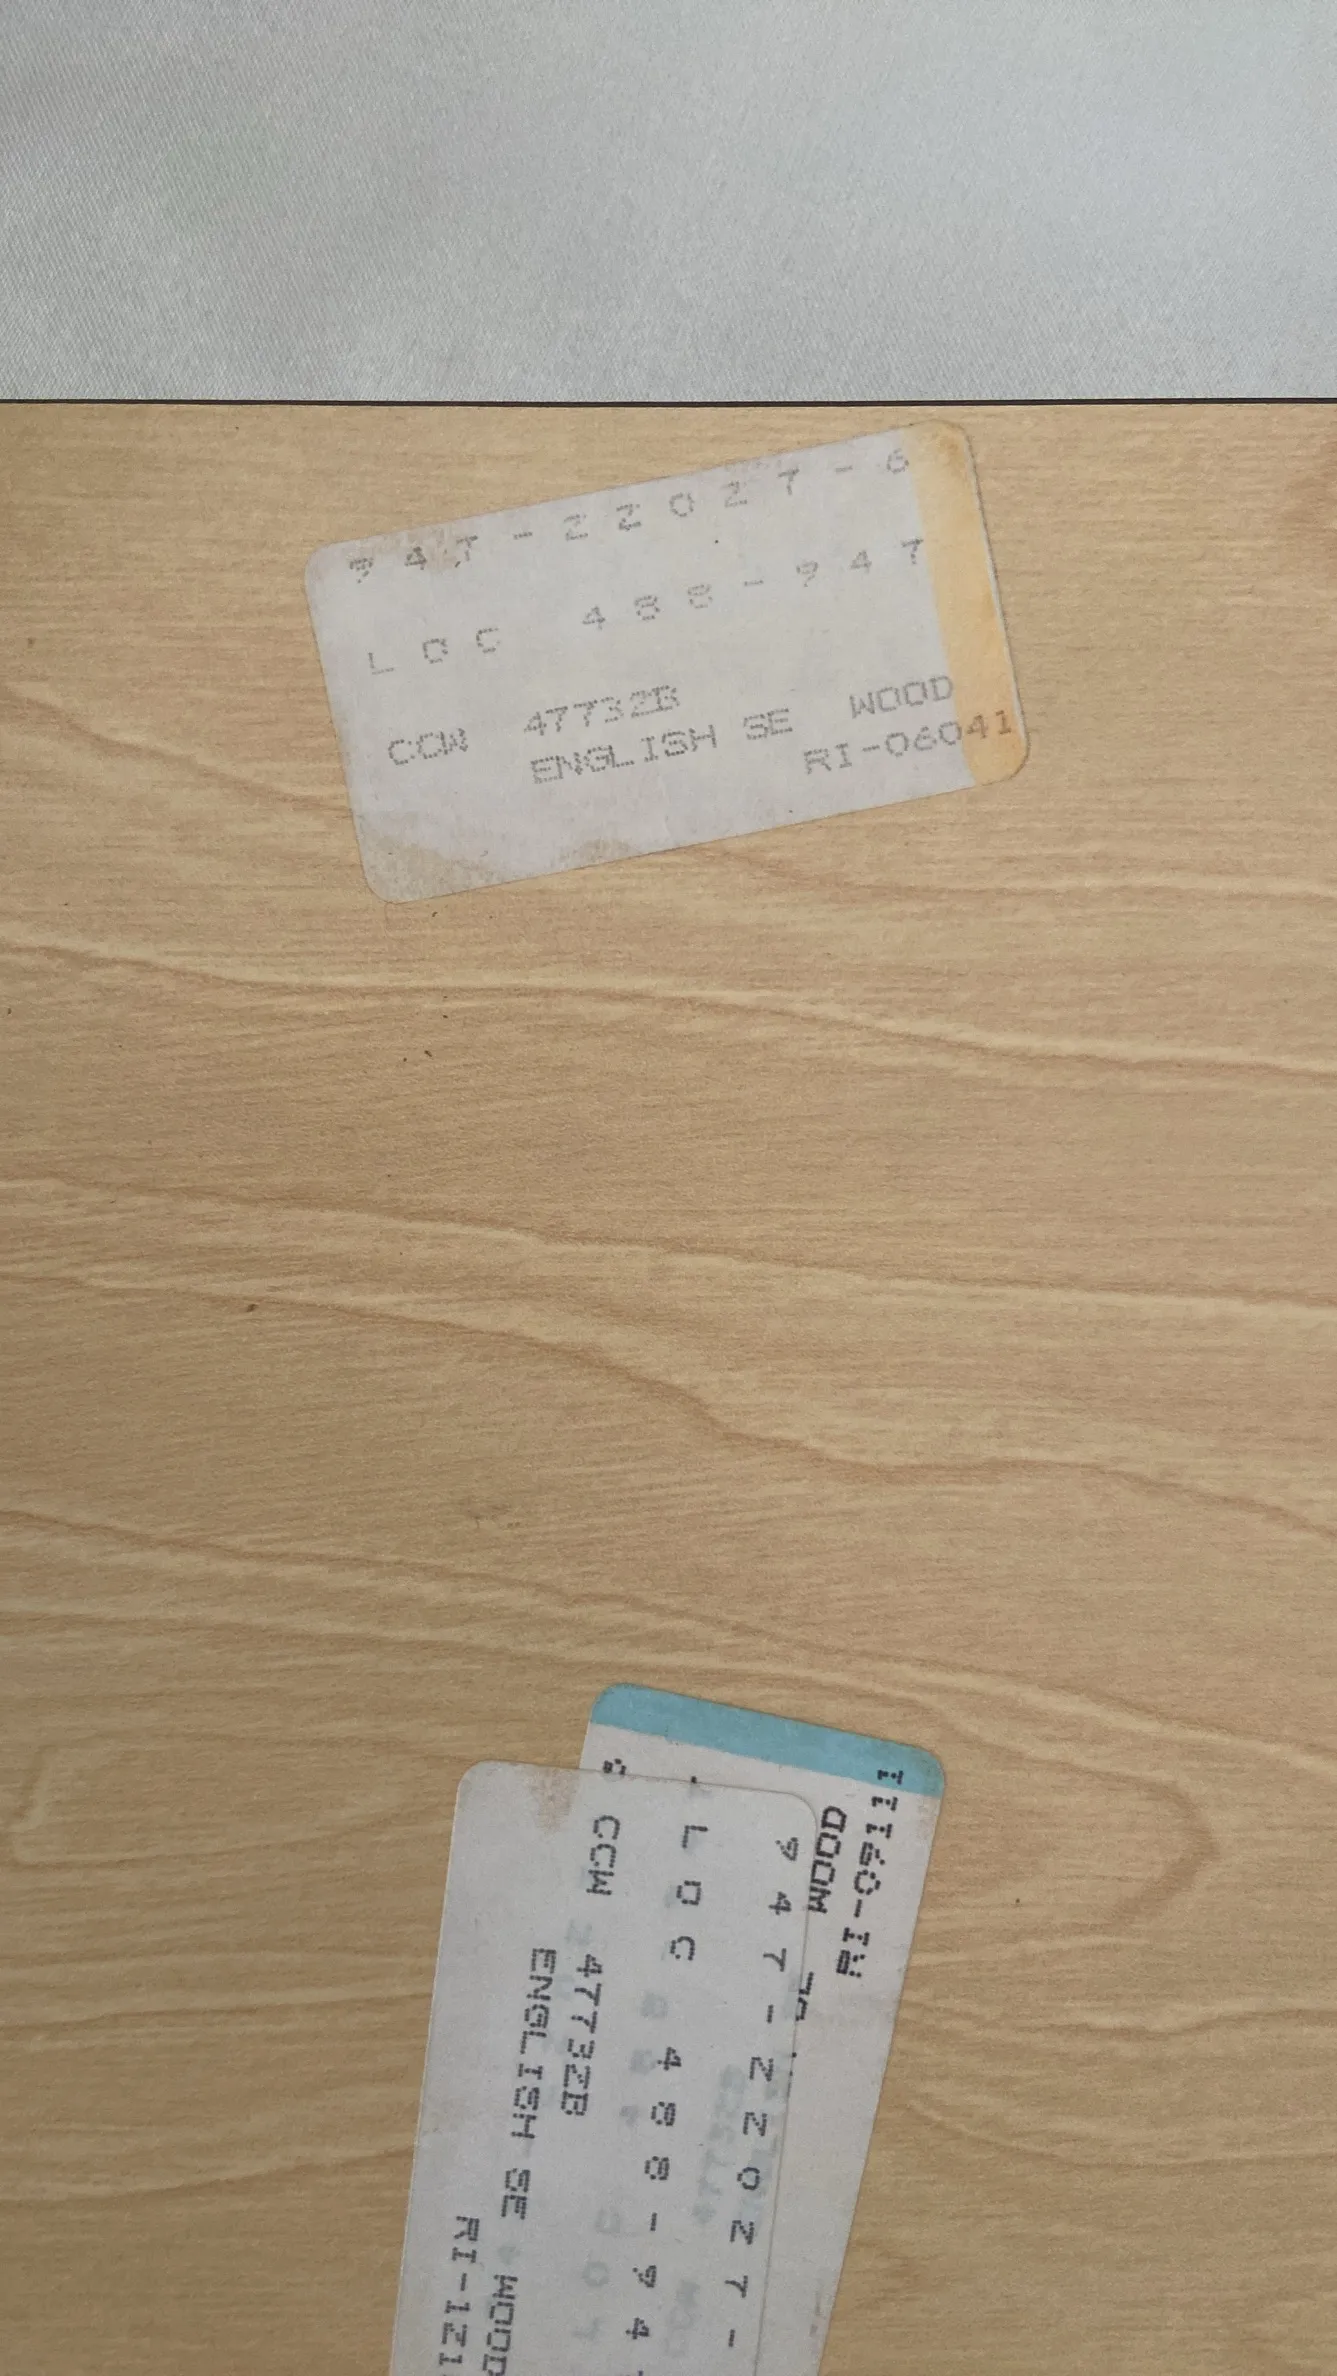 947-22027-6
LOC 488-947
CCW 47732B
ENGLISH SE WOOD
RI-06041
947-22027-
LOC 488-94
CCW 47732B
ENGLISH SE WOOD
RI-121
WOOD